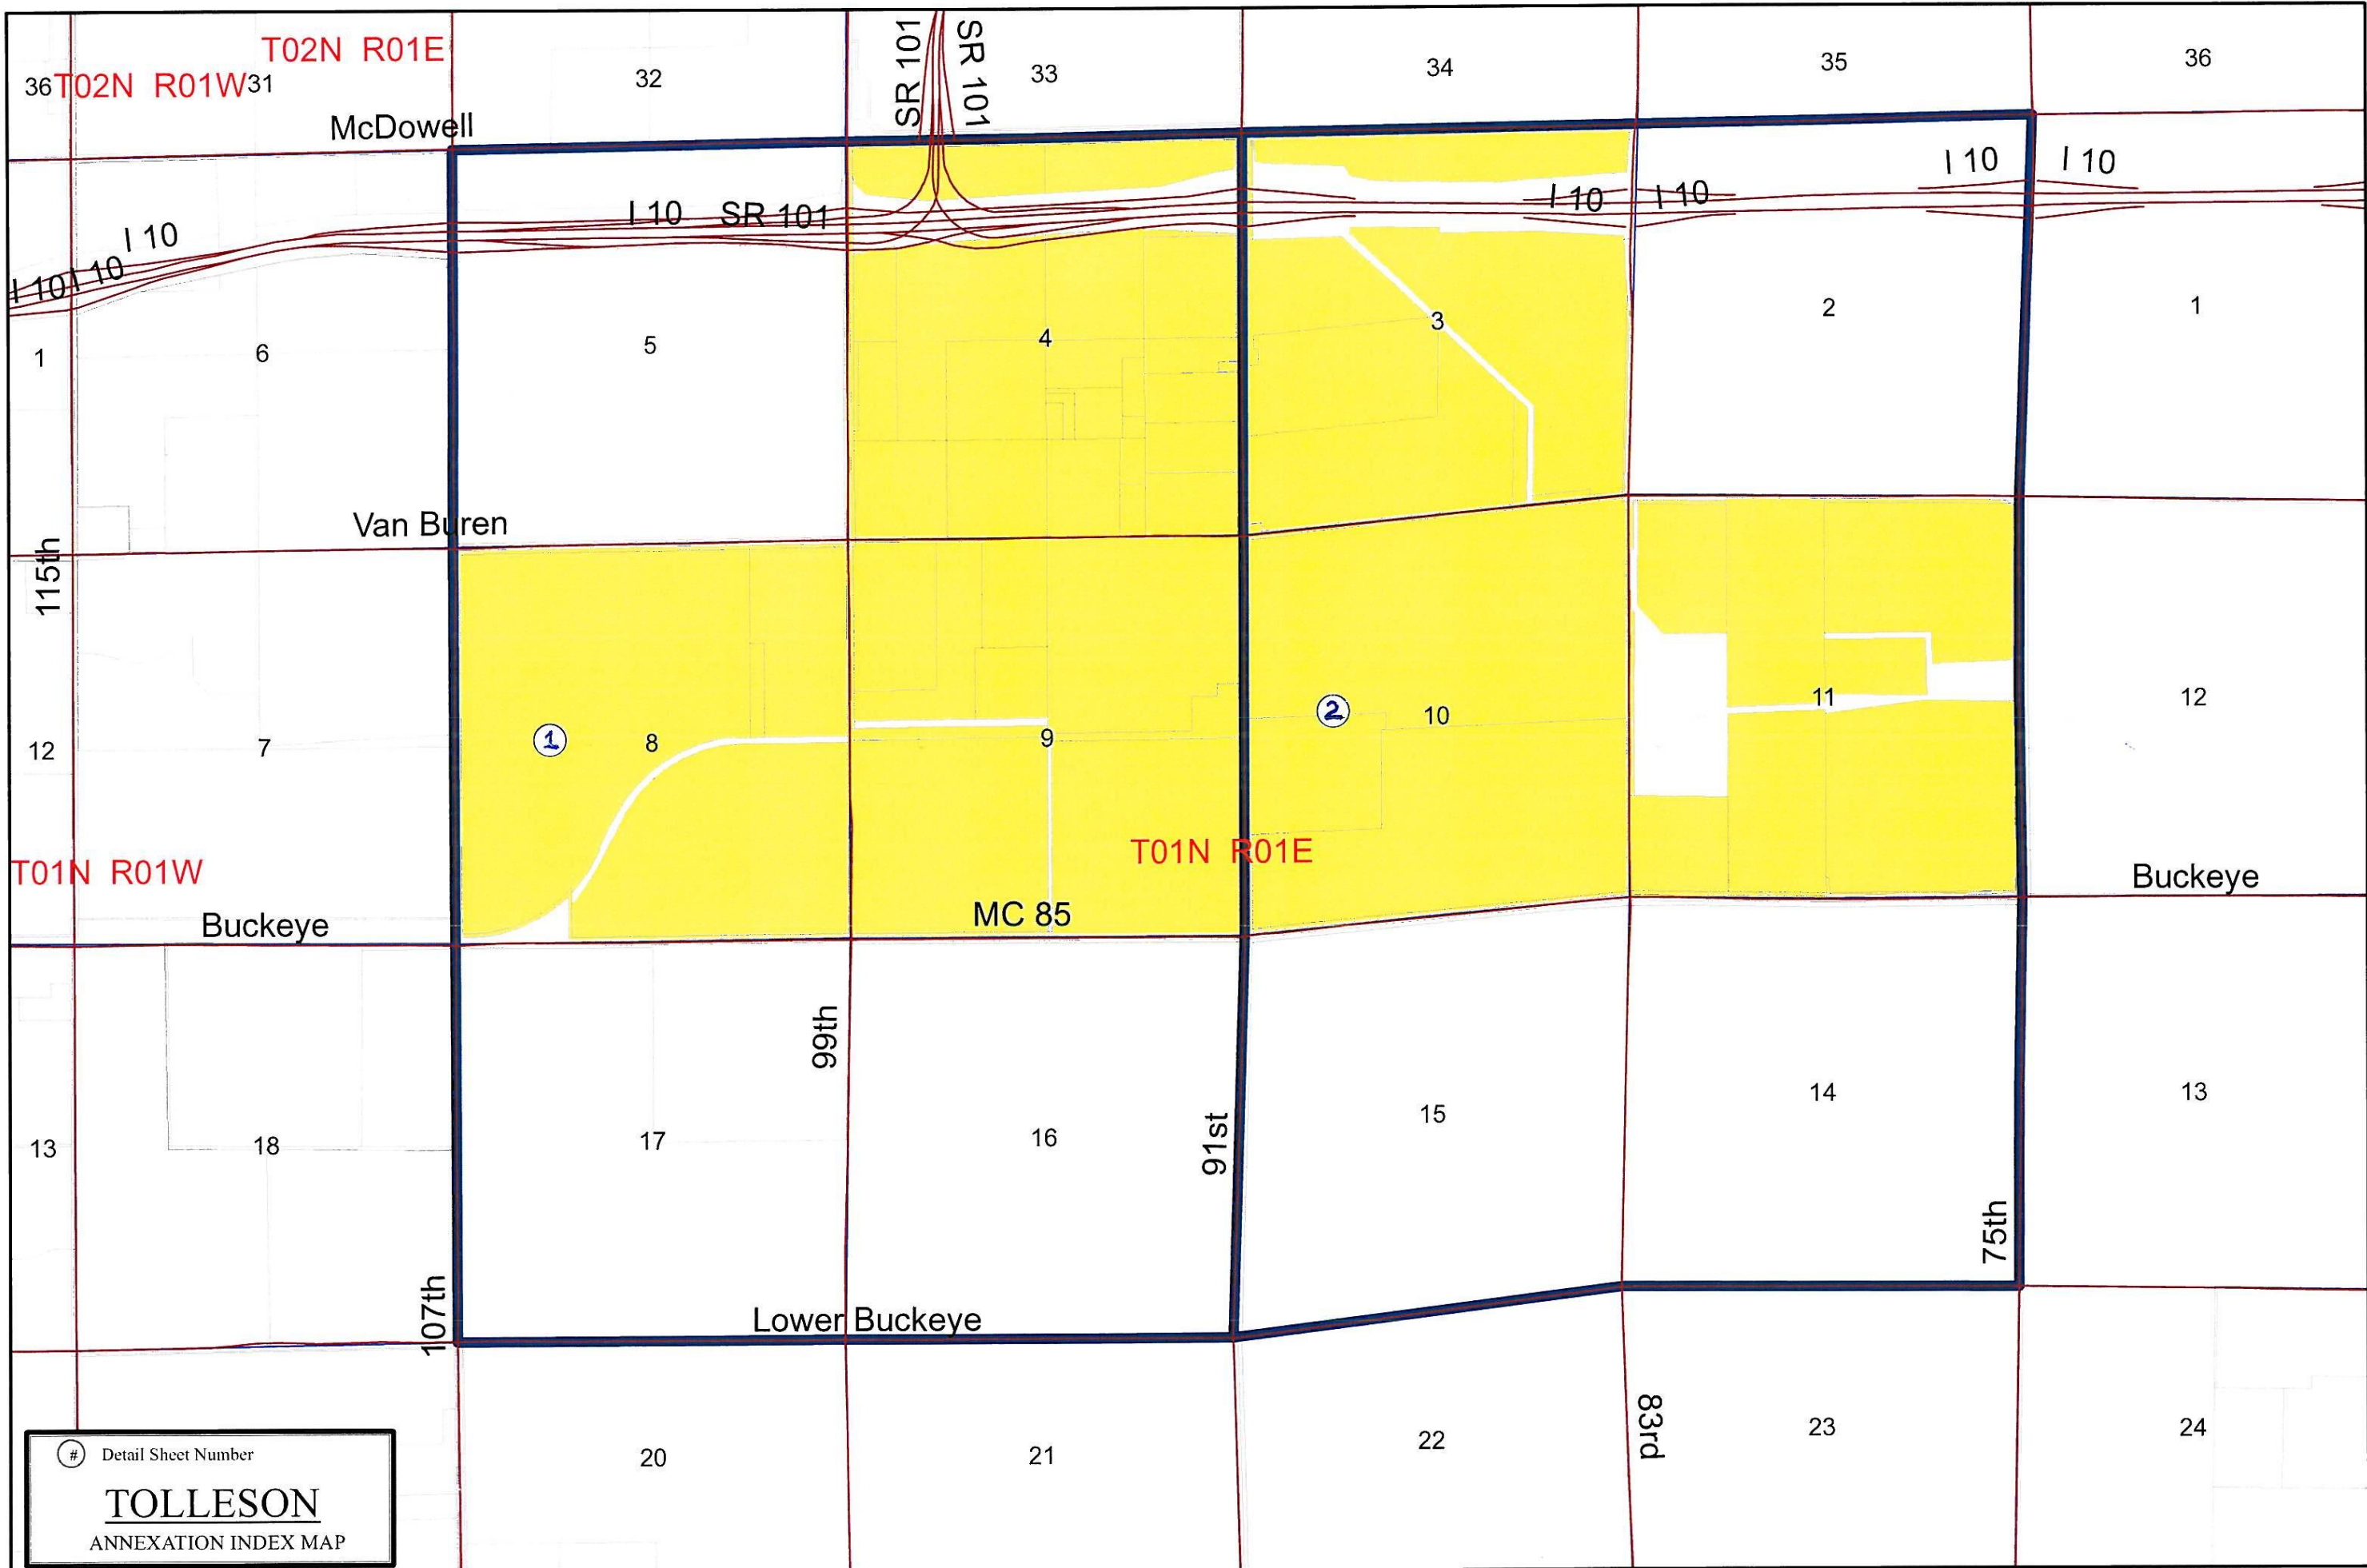 T02N R01E
SR 101
SR 101
36
T02N R01W
31
32
33
34
35
36
McDowell
I 10
I 10
I 10
I 10
I 10
SR 101
I 10
I 10
I 10
1
6
5
4
3
2
1
Van Buren
115th
12
7
1
8
9
2
10
11
12
T01N R01W
T01N R01E
Buckeye
MC 85
Buckeye
99th
91st
13
18
17
16
15
14
13
107th
75th
Lower Buckeye
83rd
20
21
22
23
24
# Detail Sheet Number
TOLLESON
ANNEXATION INDEX MAP